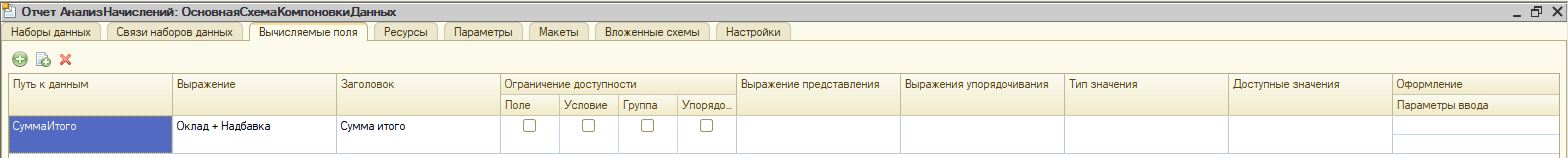 Отчет АнализНачислений: ОсновнаяСхемаКомпоновкиДанных
Наборы данных Связи наборов данных Вычисляемые поля Ресурсы Параметры Макеты Вложенные схемы Настройки
Путь к данным Выражение Заголовок Ограничение доступности Выражение представления Выражения упорядочивания Тип значения Доступные значения Оформление
Поле Условие Группа Упорядо... Параметры ввода
СуммаИтого Оклад + Надбавка Сумма итого